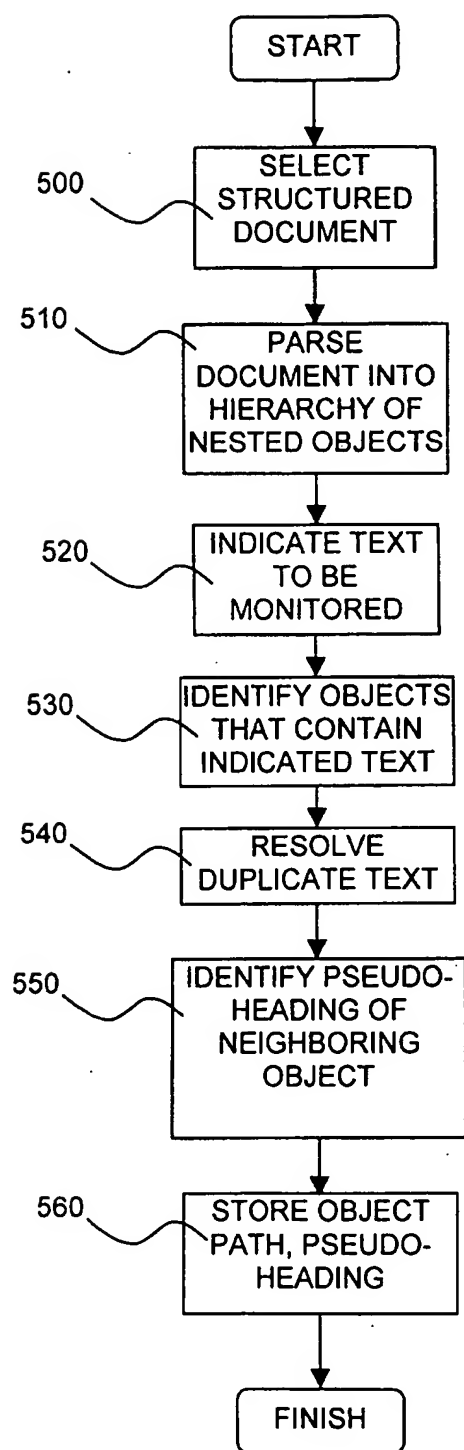 START
500
SELECT
STRUCTURED
DOCUMENT
510
PARSE
DOCUMENT INTO
HIERARCHY OF
NESTED OBJECTS
520
INDICATE TEXT
TO BE
MONITORED
530
IDENTIFY OBJECTS
THAT CONTAIN
INDICATED TEXT
540
RESOLVE
DUPLICATE TEXT
550
IDENTIFY PSEUDO-
HEADING OF
NEIGHBORING
OBJECT
560
STORE OBJECT
PATH, PSEUDO-
HEADING
FINISH